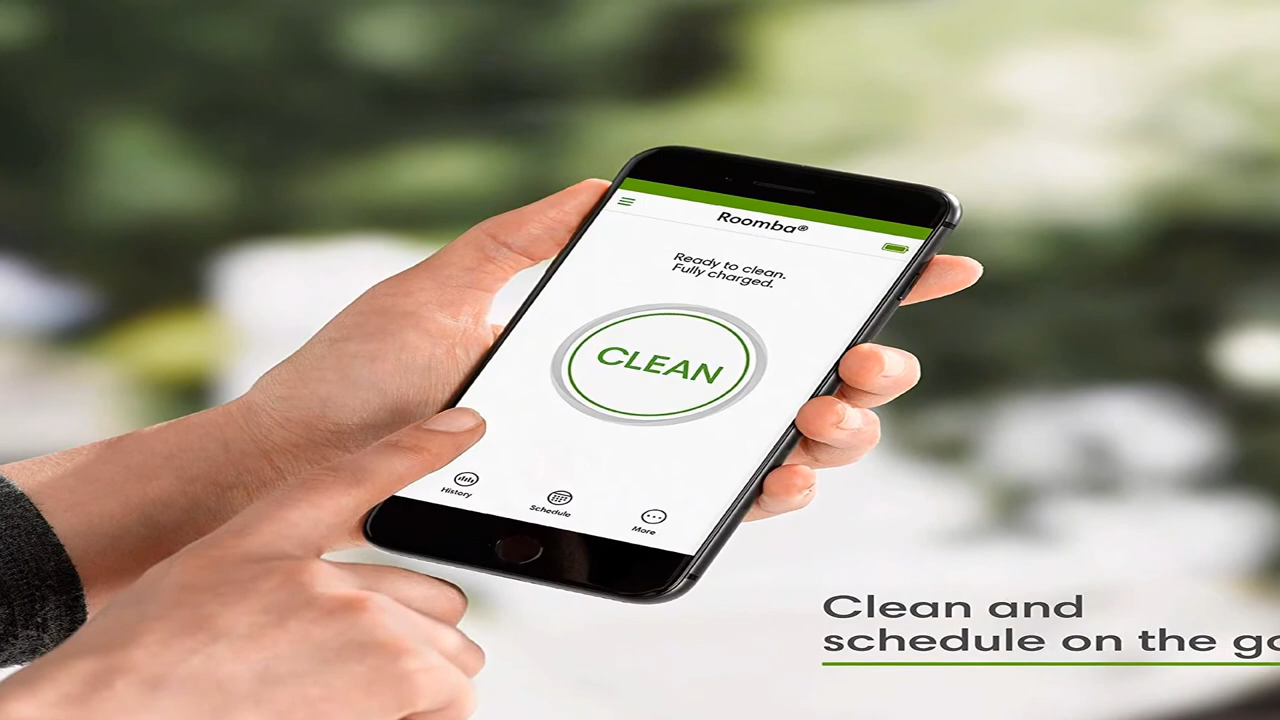 Roomba®
Ready to clean.
Fully charged.
CLEAN
History
Schedule
More
Clean and
schedule on the go